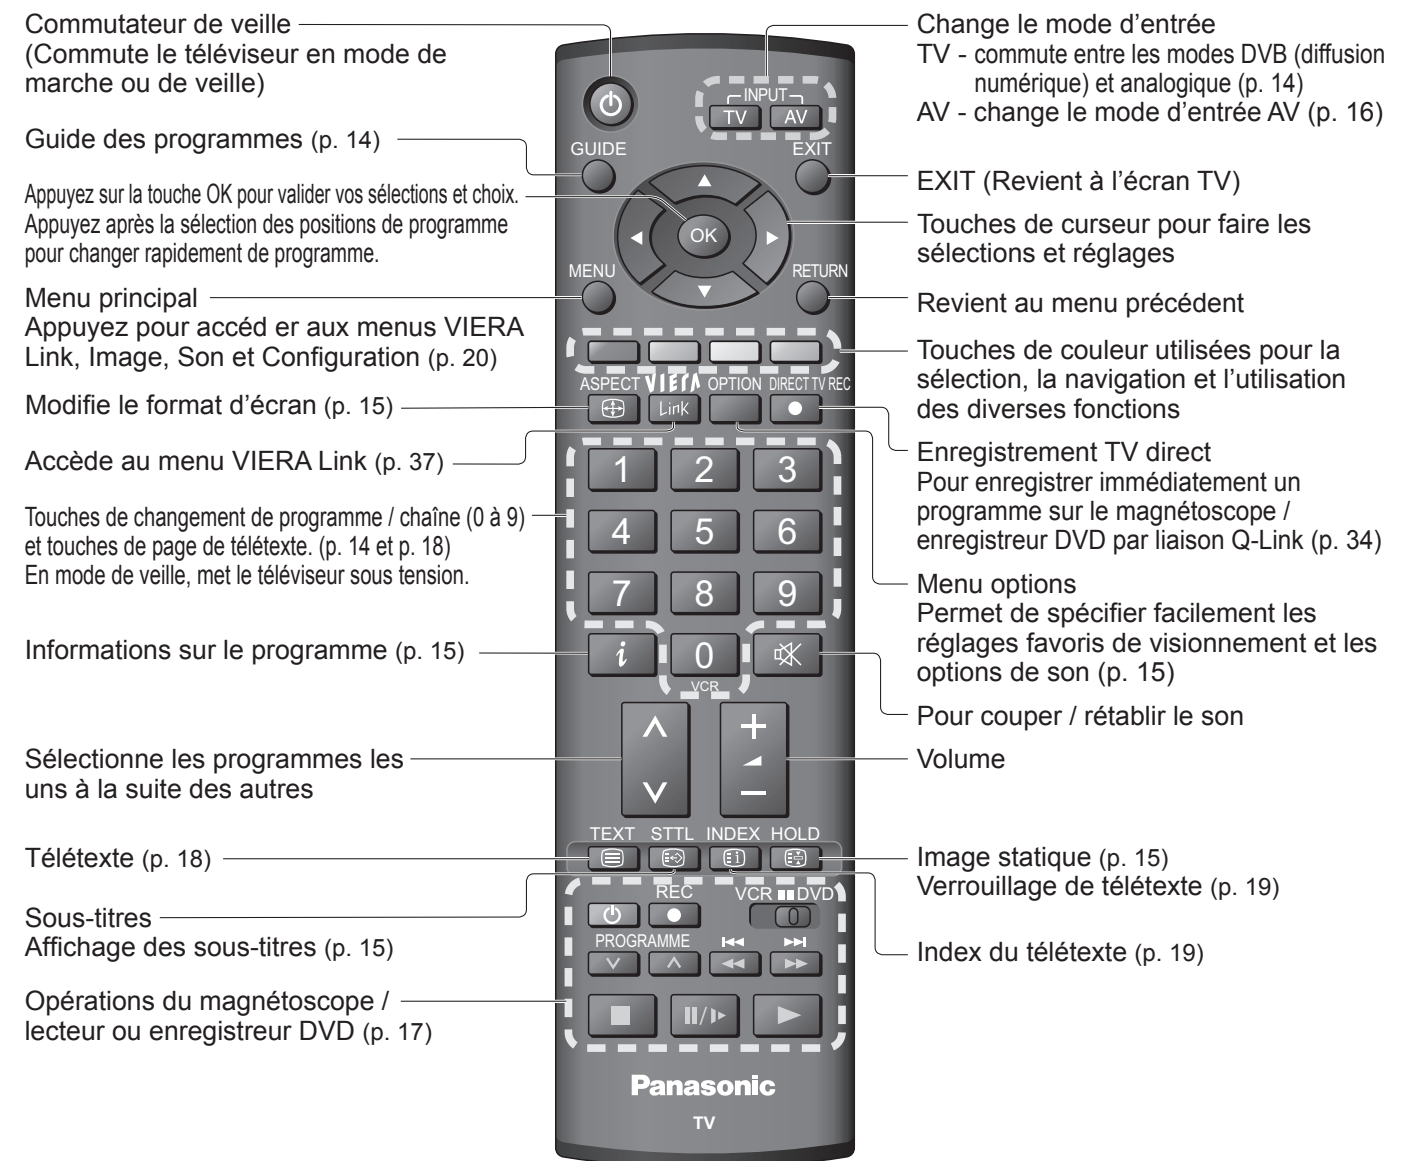 Commutateur de veille
(Commute le téléviseur en mode de
marche ou de veille)
Guide des programmes (p. 14)
Appuyez sur la touche OK pour valider vos sélections et choix.
Appuyez après la sélection des positions de programme
pour changer rapidement de programme.
Menu principal
Appuyez pour accéd er aux menus VIERA
Link, Image, Son et Configuration (p. 20)
Modifie le format d'écran (p. 15)
Accède au menu VIERA Link (p. 37)
Touches de changement de programme / chaîne (0 à 9)
et touches de page de télétexte. (p. 14 et p. 18)
En mode de veille, met le téléviseur sous tension.
Informations sur le programme (p. 15)
Sélectionne les programmes les
uns à la suite des autres
Télétexte (p. 18)
Sous-titres
Affichage des sous-titres (p. 15)
Opérations du magnétoscope /
lecteur ou enregistreur DVD (p. 17)
INPUT
TV AV
GUIDE EXIT
OK
MENU RETURN
ASPECT VIERA OPTION DIRECT TV REC
Link
1 2 3
4 5 6
7 8 9
i 0
VCR
TEXT STTL INDEX HOLD
REC VCR DVD
PROGRAMME
Panasonic
TV
Change le mode d'entrée
TV - commute entre les modes DVB (diffusion
numérique) et analogique (p. 14)
AV - change le mode d'entrée AV (p. 16)
EXIT (Revient à l'écran TV)
Touches de curseur pour faire les
sélections et réglages
Revient au menu précédent
Touches de couleur utilisées pour la
sélection, la navigation et l'utilisation
des diverses fonctions
Enregistrement TV direct
Pour enregistrer immédiatement un
programme sur le magnétoscope /
enregistreur DVD par liaison Q-Link (p. 34)
Menu options
Permet de spécifier facilement les
réglages favoris de visionnement et les
options de son (p. 15)
Pour couper / rétablir le son
Volume
Image statique (p. 15)
Verrouillage de télétexte (p. 19)
Index du télétexte (p. 19)